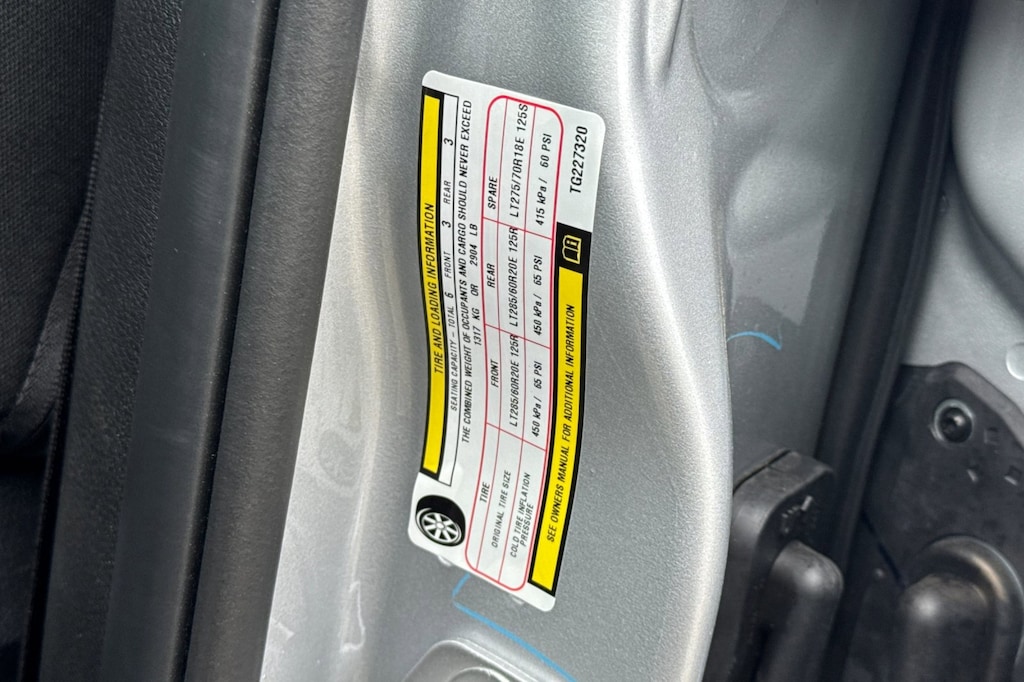 TIRE AND LOADING INFORMATION
SEATING CAPACITY – TOTAL 6 FRONT 3 REAR 3
THE COMBINED WEIGHT OF OCCUPANTS AND CARGO SHOULD NEVER EXCEED
1317 KG OR 2904 LB
TIRE FRONT REAR SPARE
ORIGINAL TIRE SIZE LT285/60R20E 125R LT285/60R20E 125R LT275/70R18E 125S
COLD TIRE INFLATION PRESSURE 450 kPa/ 65 PSI 450 kPa/ 65 PSI 415 kPa/ 60 PSI
SEE OWNERS MANUAL FOR ADDITIONAL INFORMATION
TG227320